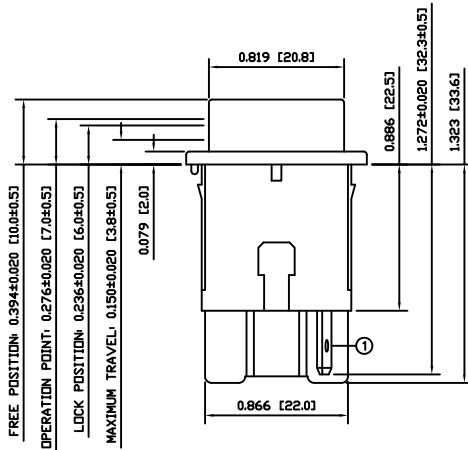 0.819 [20.8]
FREE POSITION: 0.394±0.020 [10.0±0.5]
OPERATION POINT: 0.276±0.020 [7.0±0.5]
LOCK POSITION: 0.236±0.020 [6.0±0.5]
MAXIMUM TRAVEL: 0.150±0.020 [3.8±0.5]
0.079 [2.0]
0.886 [22.5]
1.272±0.020 [32.3±0.5]
1.323 [33.6]
1
0.866 [22.0]